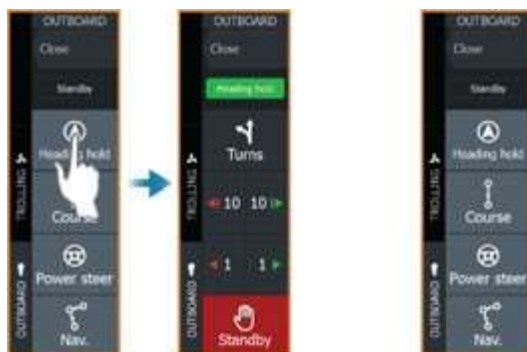 OUTBOARD
Close
Standby
Heading hold
Course
Power steer
Nav.
TROLLING
OUTBOARD
OUTBOARD
Close
Heading hold
Turns
10 10
1 1
Standby
TROLLING
OUTBOARD
OUTBOARD
Close
Standby
Heading hold
Course
Power steer
Nav.
TROLLING
OUTBOARD